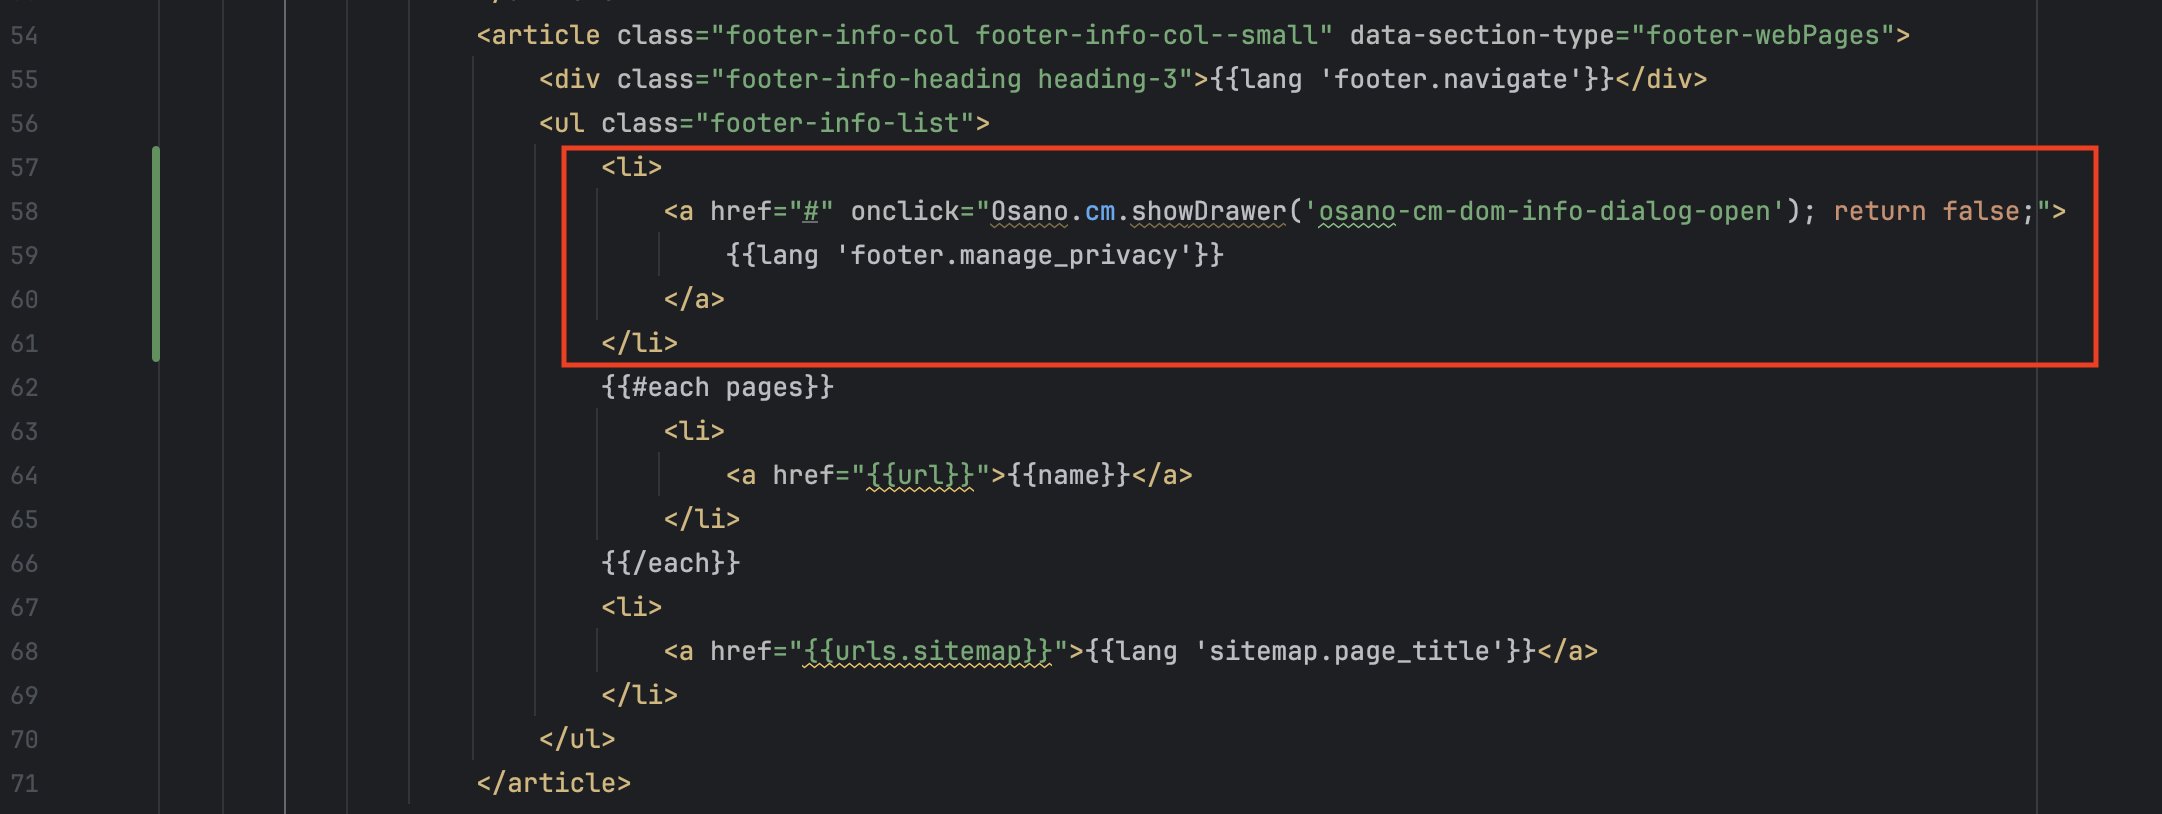 54 <article class="footer-info-col footer-info-col--small" data-section-type="footer-webPages">
55 <div class="footer-info-heading heading-3">{{lang 'footer.navigate'}}</div>
56 <ul class="footer-info-list">
57 <li>
58 <a href="#" onclick="Osano.cm.showDrawer('osano-cm-dom-info-dialog-open'); return false;">
59 {{lang 'footer.manage_privacy'}}
60 </a>
61 </li>
62 {{#each pages}}
63 <li>
64 <a href="{{url}}">{{name}}</a>
65 </li>
66 {{/each}}
67 <li>
68 <a href="{{urls.sitemap}}">{{lang 'sitemap.page_title'}}</a>
69 </li>
70 </ul>
71 </article>